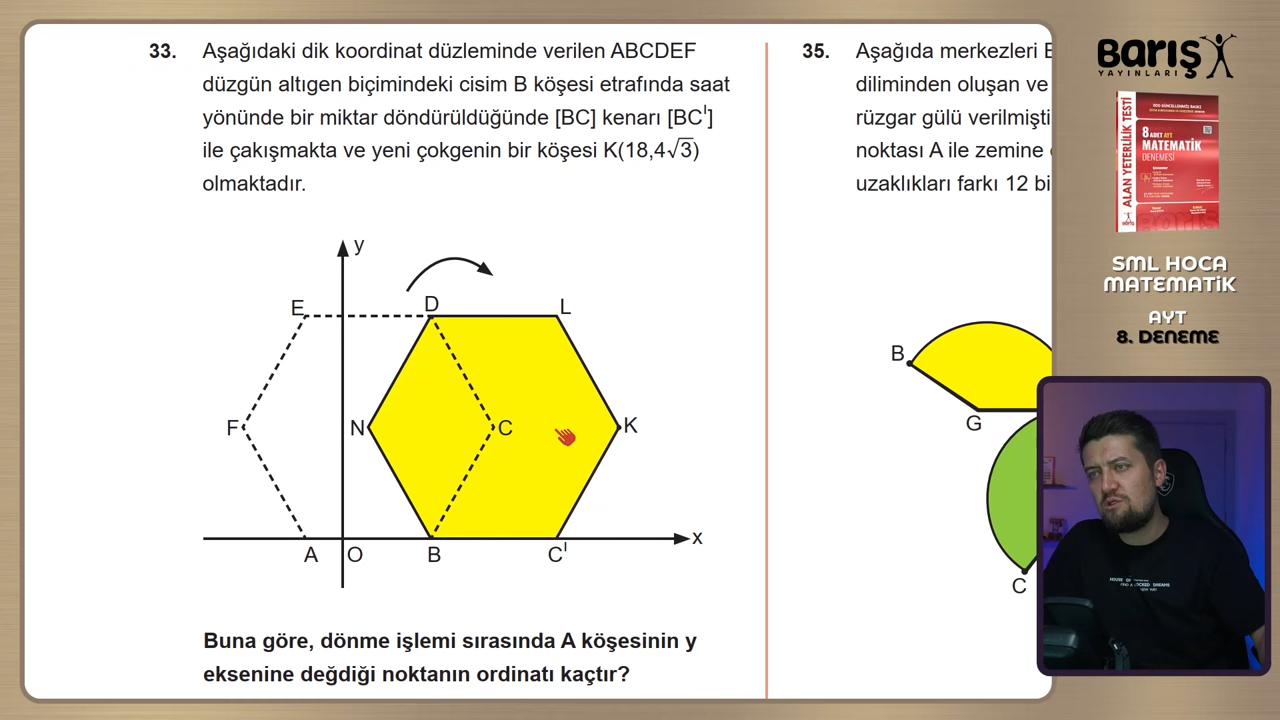 33. Aşağıdaki dik koordinat düzleminde verilen ABCDEF
düzgün altıgen biçimindeki cisim B köşesi etrafında saat
yönünde bir miktar döndürüldüğünde [BC] kenarı [BCˡ]
ile çakışmakta ve yeni çokgenin bir köşesi K(18,4√3)
olmaktadır.
y
E
D
L
F
N
C
K
x
A
O
B
Cˡ
Buna göre, dönme işlemi sırasında A köşesinin y
eksenine değdiği noktanın ordinatı kaçtır?
35. Aşağıda merkezleri
diliminden oluşan ve
rüzgar gülü verilmişti
noktası A ile zemine
uzaklıkları farkı 12 bi
B
G
C
BARIŞ
YAYINLARI
ALAN YETERLİLİK TESTİ
8 ADET AYT
MATEMATİK
DENEMESİ
BARIŞ
SML HOCA
MATEMATİK
AYT
8. DENEME